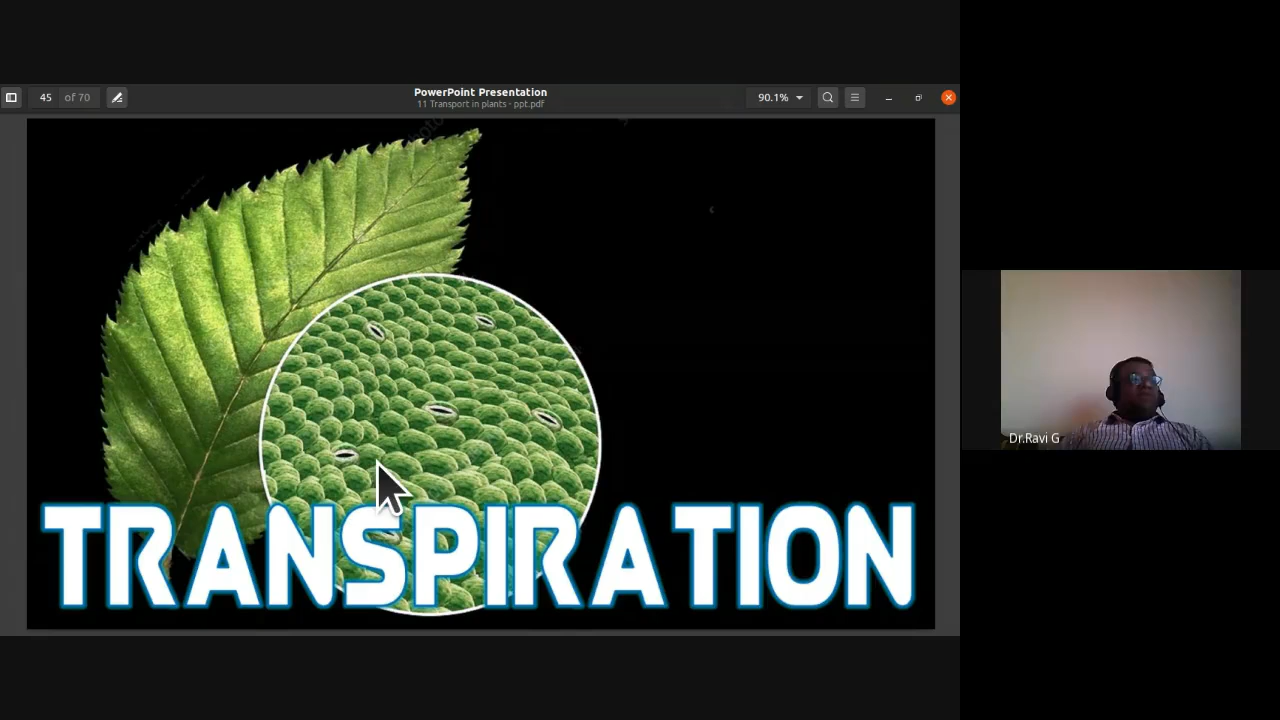 45 of 70
PowerPoint Presentation
11 Transport in plants - ppt.pdf
90.1%
TRANSPIRATION
Dr.Ravi G